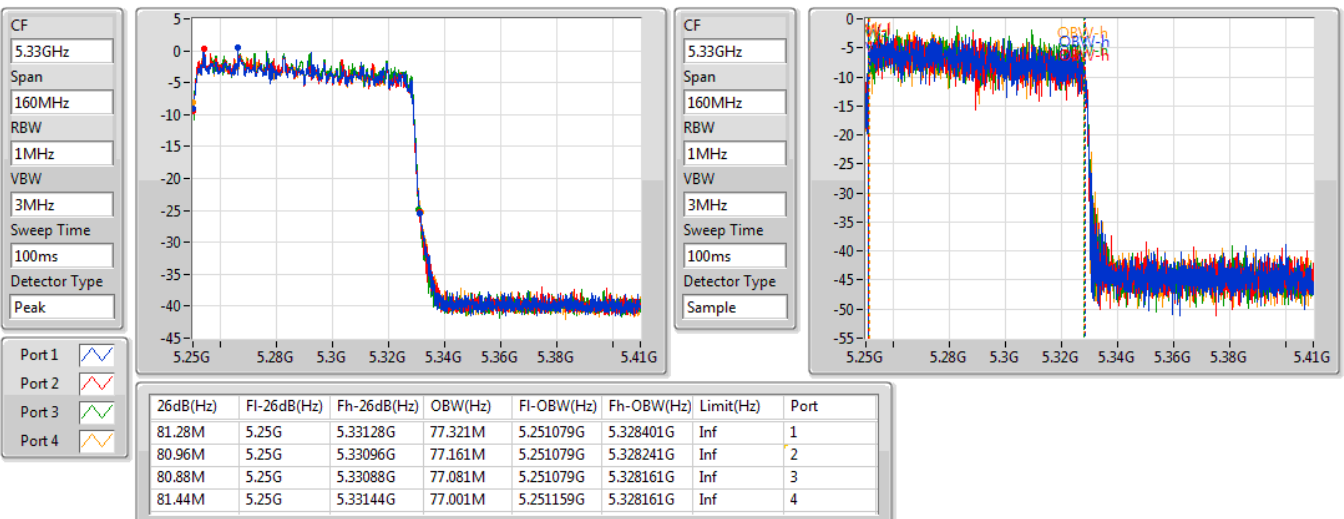 CF
5.33GHz
Span
160MHz
RBW
1MHz
VBW
3MHz
Sweep Time
100ms
Detector Type
Peak
5
0
-5
-10
-15
-20
-25
-30
-35
-40
-45
5.25G 5.28G 5.3G 5.32G 5.34G 5.36G 5.38G 5.41G
CF
5.33GHz
Span
160MHz
RBW
1MHz
VBW
3MHz
Sweep Time
100ms
Detector Type
Sample
0
-5
-10
-15
-20
-25
-30
-35
-40
-45
-50
-55
OBW-h
OBW-h
OBW-h
5.25G 5.28G 5.3G 5.32G 5.34G 5.36G 5.38G 5.41G
Port 1
Port 2
Port 3
Port 4
26dB(Hz) Fl-26dB(Hz) Fh-26dB(Hz) OBW(Hz) Fl-OBW(Hz) Fh-OBW(Hz) Limit(Hz) Port
81.28M 5.25G 5.33128G 77.321M 5.251079G 5.328401G Inf 1
80.96M 5.25G 5.33096G 77.161M 5.251079G 5.328241G Inf 2
80.88M 5.25G 5.33088G 77.081M 5.251079G 5.328161G Inf 3
81.44M 5.25G 5.33144G 77.001M 5.251159G 5.328161G Inf 4